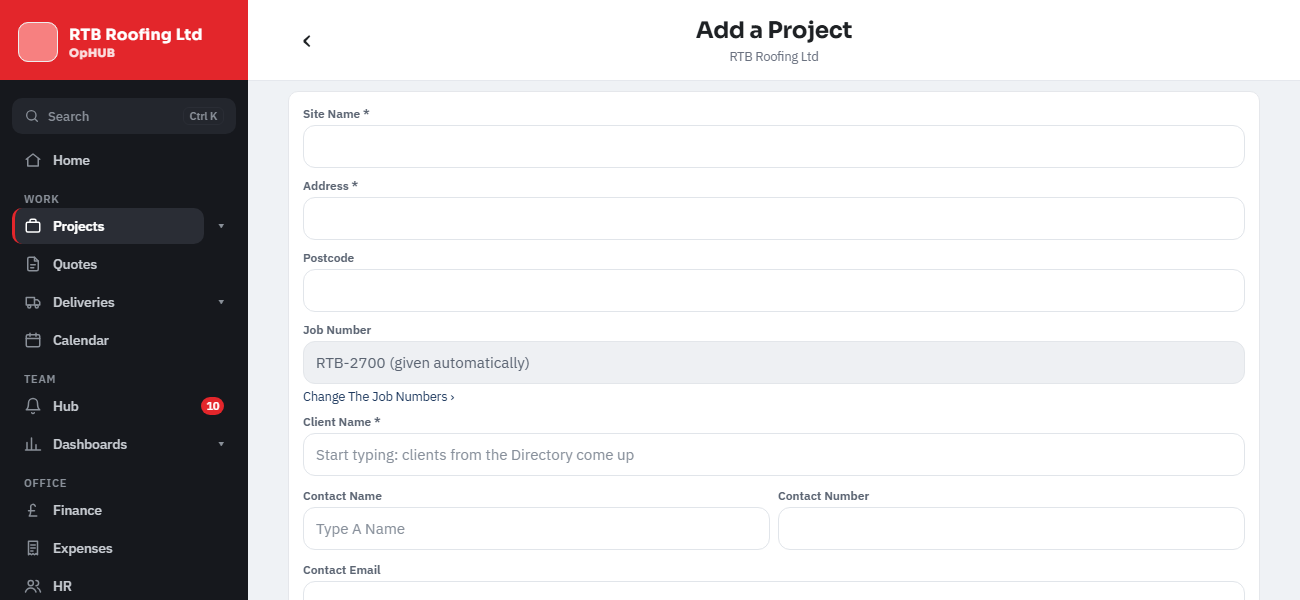 RTB Roofing Ltd
OpHUB
Search
Ctrl K
Home
WORK
Projects
Quotes
Deliveries
Calendar
TEAM
Hub
10
Dashboards
OFFICE
Finance
Expenses
HR
Add a Project
RTB Roofing Ltd
Site Name *
Address *
Postcode
Job Number
RTB-2700 (given automatically)
Change The Job Numbers ›
Client Name *
Start typing: clients from the Directory come up
Contact Name
Contact Number
Type A Name
Contact Email